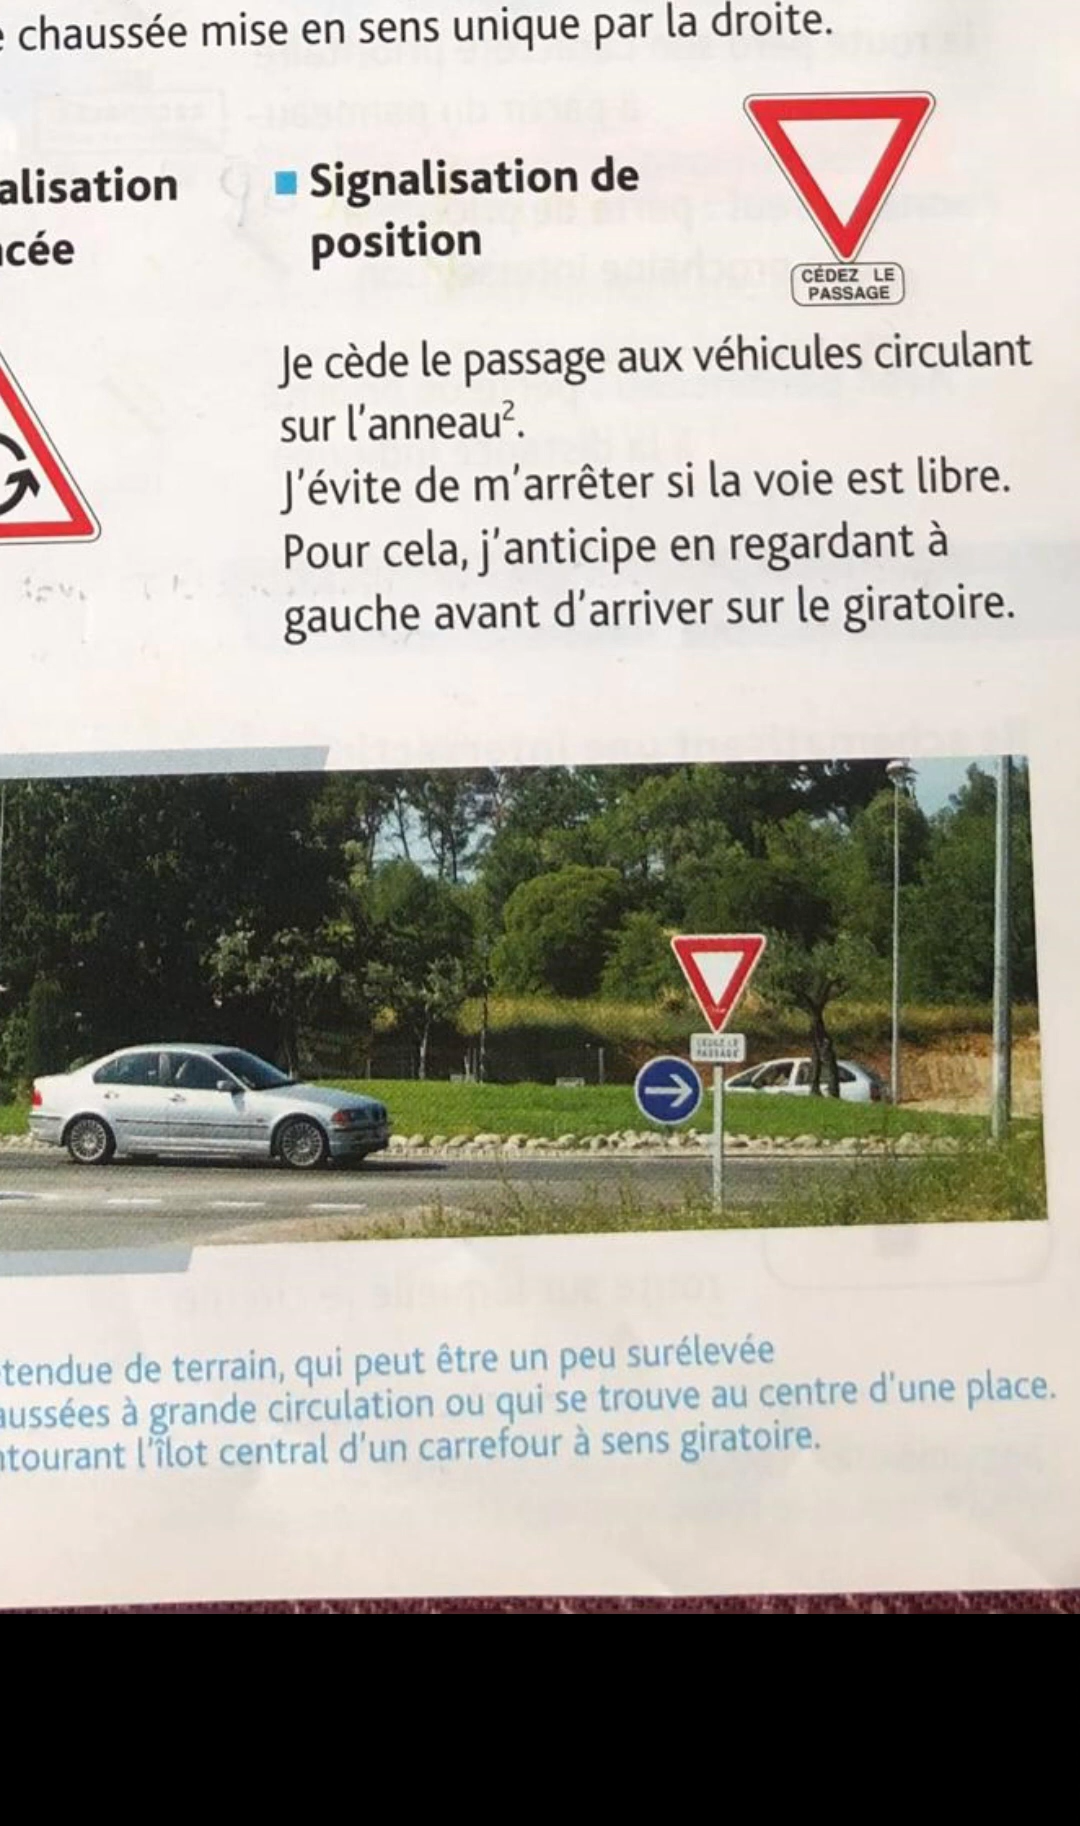 chaussée mise en sens unique par la droite.
alisation
cée
■ Signalisation de
position
CÉDEZ LE
PASSAGE
Je cède le passage aux véhicules circulant
sur l'anneau².
J'évite de m'arrêter si la voie est libre.
Pour cela, j'anticipe en regardant à
gauche avant d'arriver sur le giratoire.
CEDEZ LE
PASSAGE
tendue de terrain, qui peut être un peu surélevée
aussées à grande circulation ou qui se trouve au centre d'une place.
ntourant l'îlot central d'un carrefour à sens giratoire.